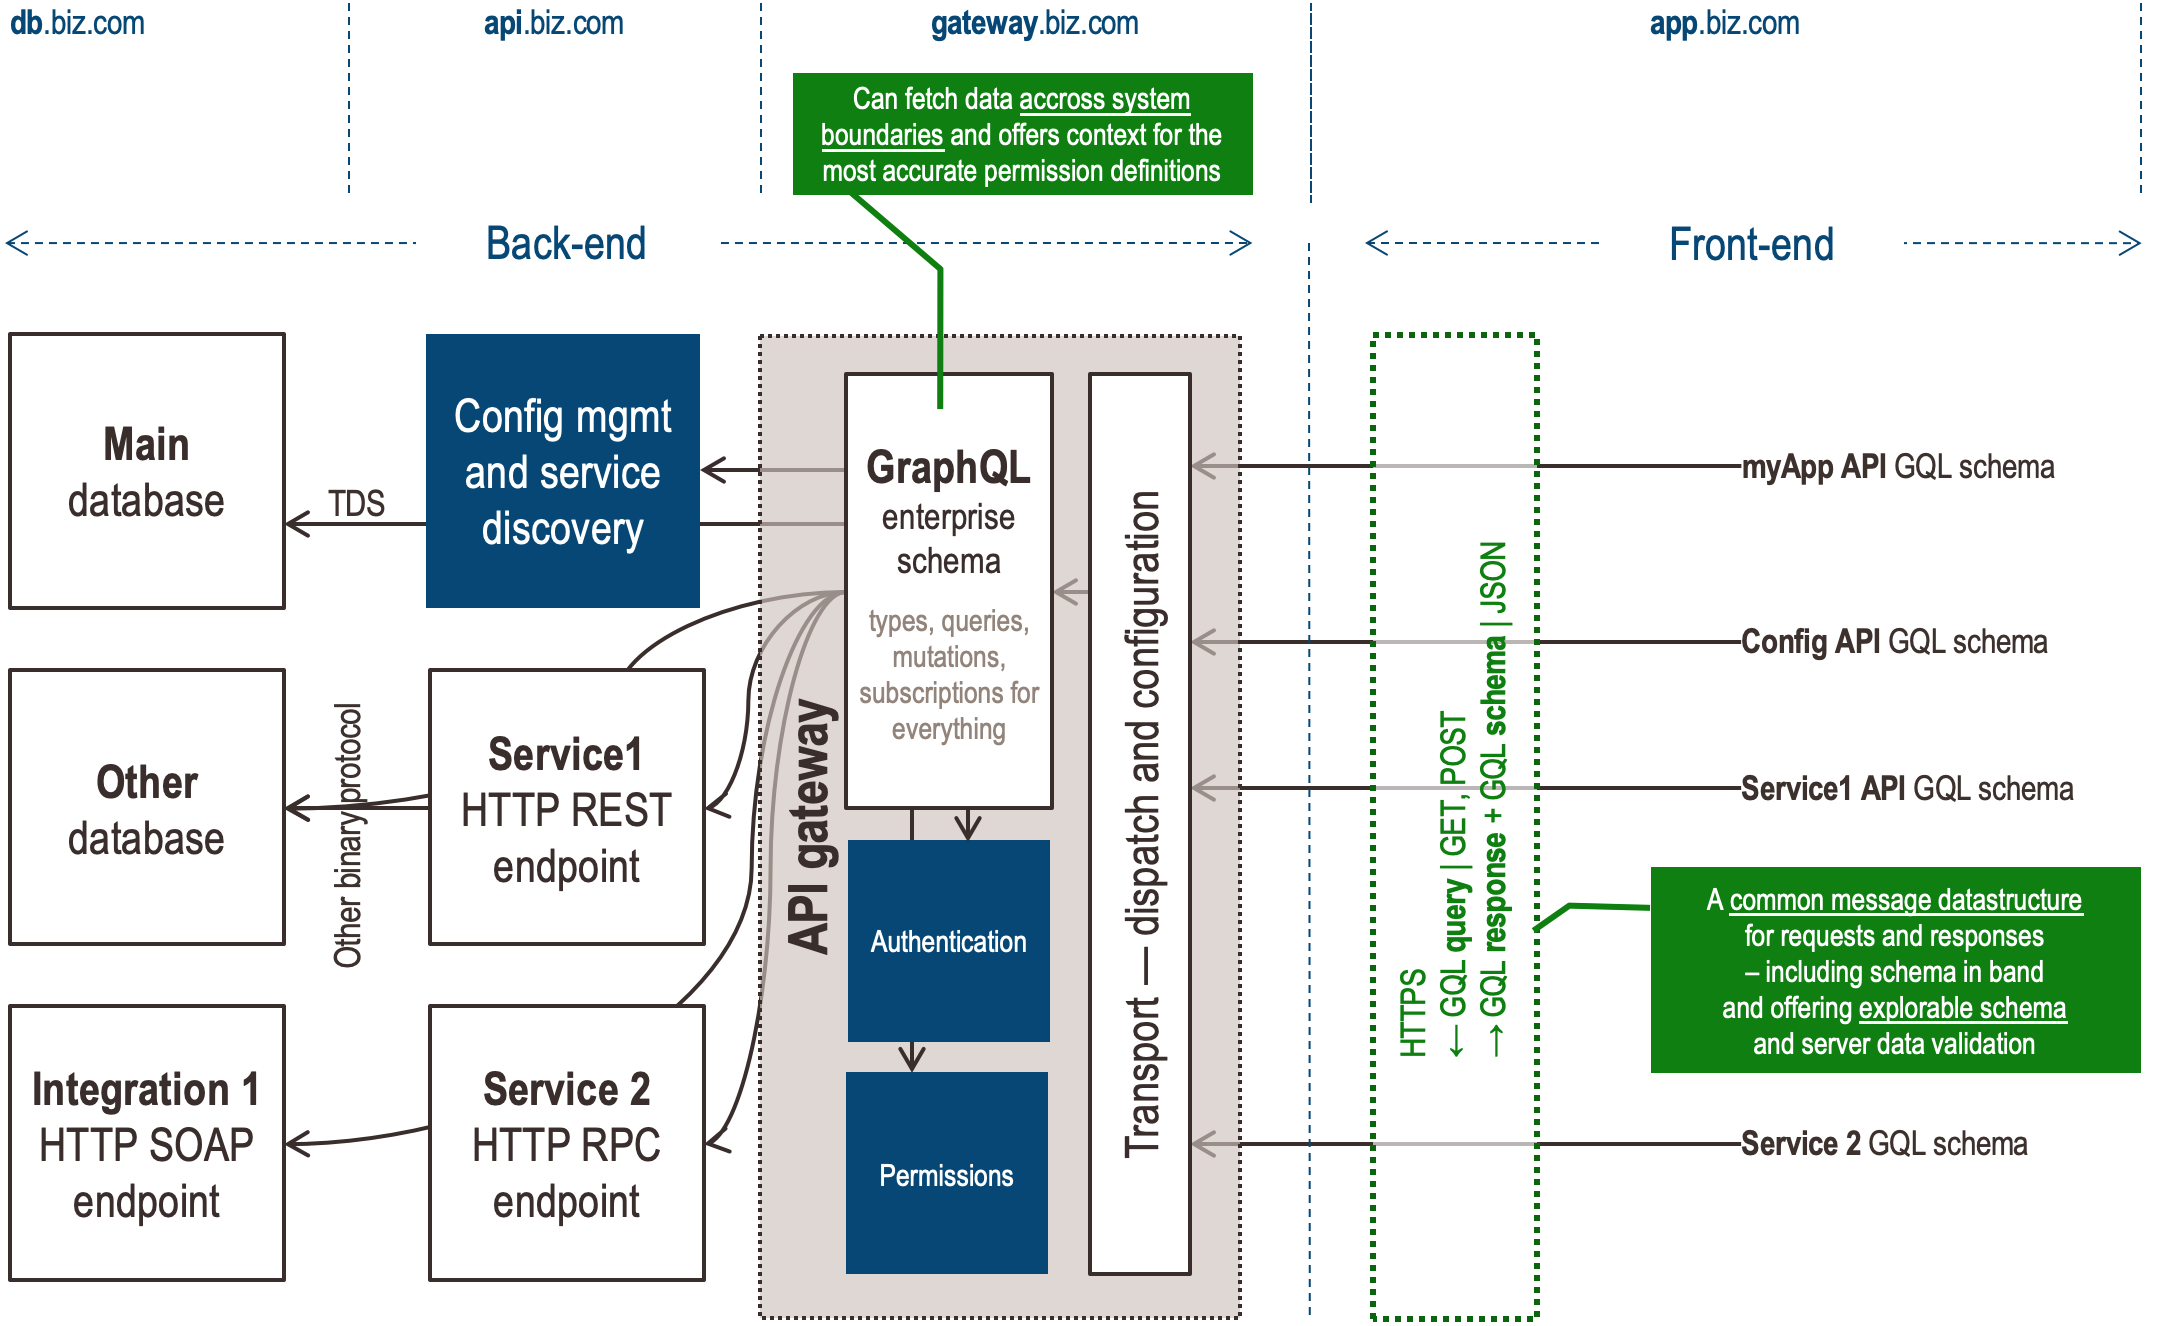 db.biz.com
api.biz.com
gateway.biz.com
app.biz.com
Can fetch data accross system
boundaries and offers context for the
most accurate permission definitions
Back-end
Front-end
Main
database
TDS
Config mgmt
and service
discovery
GraphQL
enterprise
schema
types, queries,
mutations,
subscriptions for
everything
API gateway
Transport — dispatch and configuration
Authentication
Permissions
Other
database
Other binary protocol
Service1
HTTP REST
endpoint
Integration 1
HTTP SOAP
endpoint
Service 2
HTTP RPC
endpoint
HTTPS
← GQL query | GET, POST
→ GQL response + GQL schema | JSON
myApp API GQL schema
Config API GQL schema
Service1 API GQL schema
A common message datastructure
for requests and responses
– including schema in band
and offering explorable schema
and server data validation
Service 2 GQL schema